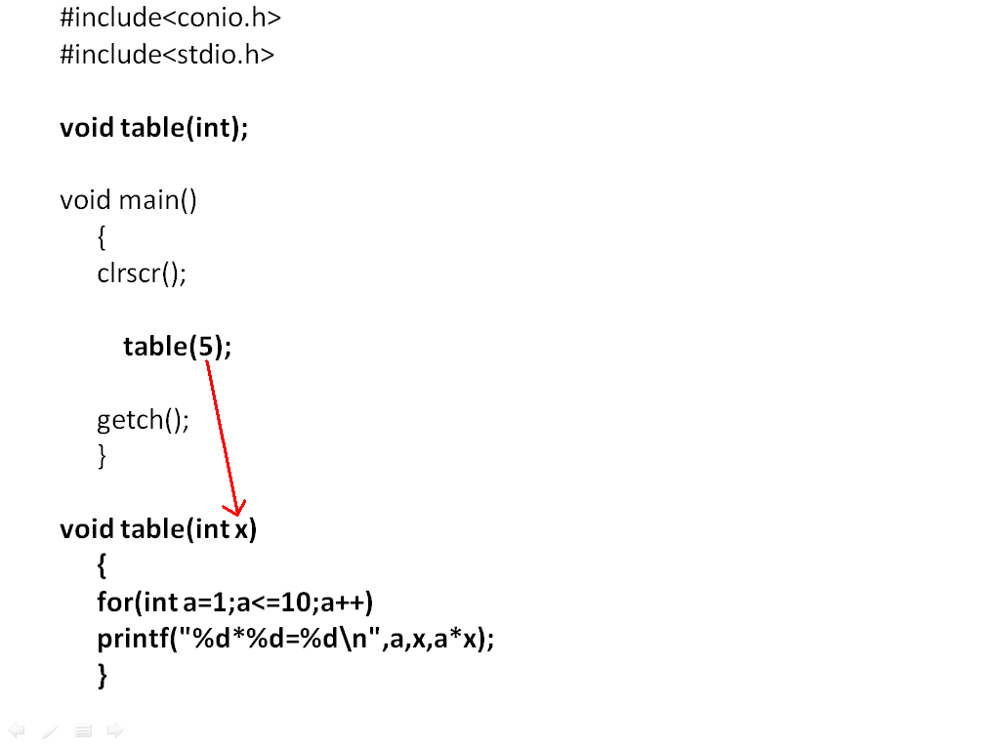 #include<conio.h>
#include<stdio.h>
void table(int);
void main()
{
clrscr();
table(5);
getch();
}
void table(int x)
{
for(int a=1;a<=10;a++)
printf("%d*%d=%d\n",a,x,a*x);
}